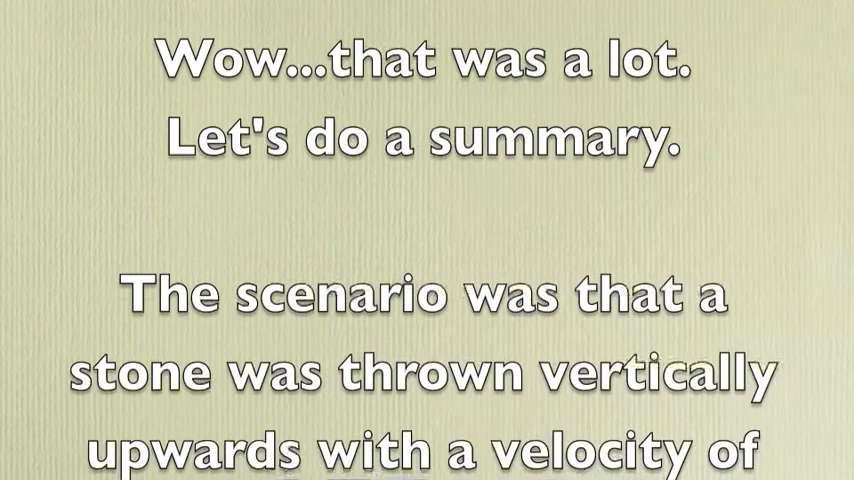 Wow...that was a lot.
Let's do a summary.
The scenario was that a
stone was thrown vertically
upwards with a velocity of